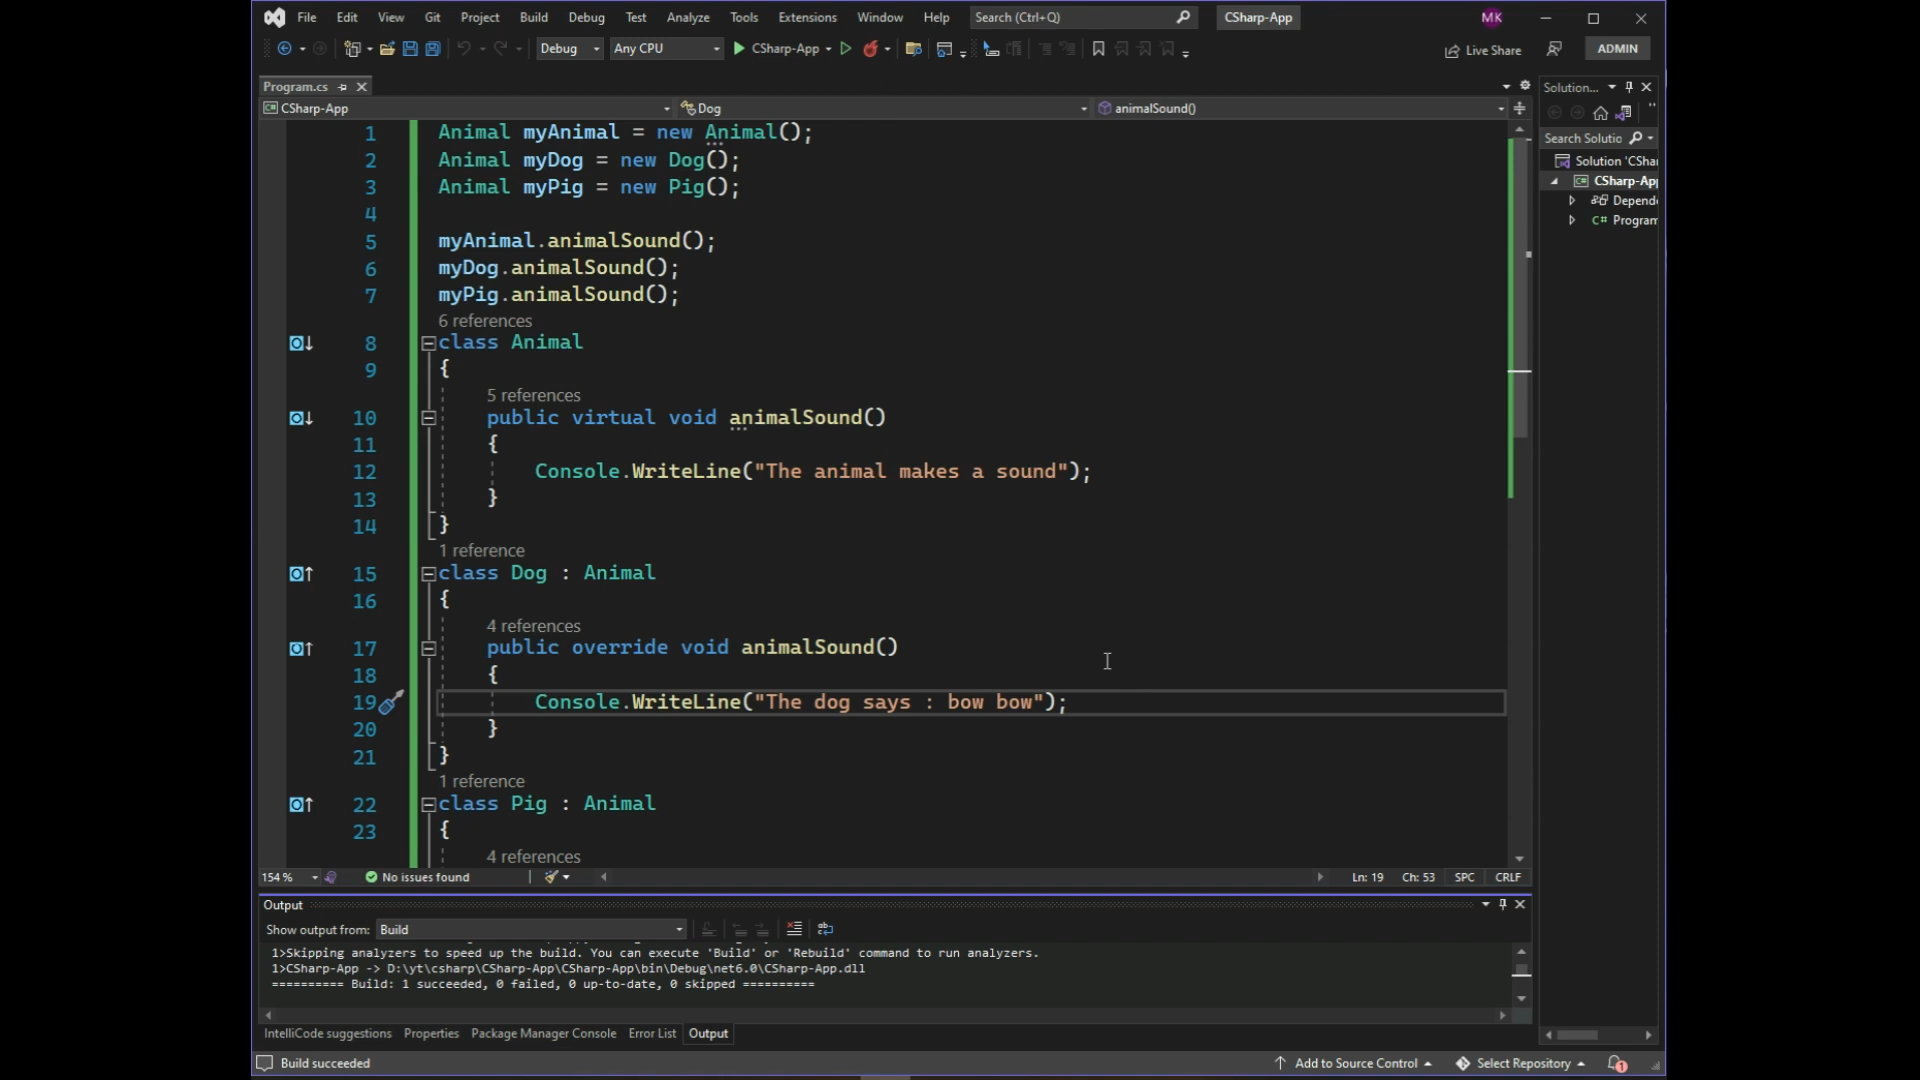 File Edit View Git Project Build Debug Test Analyze Tools Extensions Window Help Search (Ctrl+Q) CSharp-App MK
Debug Any CPU CSharp-App Live Share ADMIN
Program.cs Solution...
CSharp-App Dog animalSound()
Search Solutio
Solution 'CSha
CSharp-App
Depend
Program
1 Animal myAnimal = new Animal();
2 Animal myDog = new Dog();
3 Animal myPig = new Pig();
4
5 myAnimal.animalSound();
6 myDog.animalSound();
7 myPig.animalSound();
6 references
8 class Animal
9 {
5 references
10 public virtual void animalSound()
11 {
12 Console.WriteLine("The animal makes a sound");
13 }
14 }
1 reference
15 class Dog : Animal
16 {
4 references
17 public override void animalSound()
18 {
19 Console.WriteLine("The dog says : bow bow");
20 }
21 }
1 reference
22 class Pig : Animal
23 {
4 references
154 % No issues found Ln: 19 Ch: 53 SPC CRLF
Output
Show output from: Build
1>Skipping analyzers to speed up the build. You can execute 'Build' or 'Rebuild' command to run analyzers.
1>CSharp-App -> D:\yt\csharp\CSharp-App\CSharp-App\bin\Debug\net6.0\CSharp-App.dll
========== Build: 1 succeeded, 0 failed, 0 up-to-date, 0 skipped ==========
IntelliCode suggestions Properties Package Manager Console Error List Output
Build succeeded Add to Source Control Select Repository 1